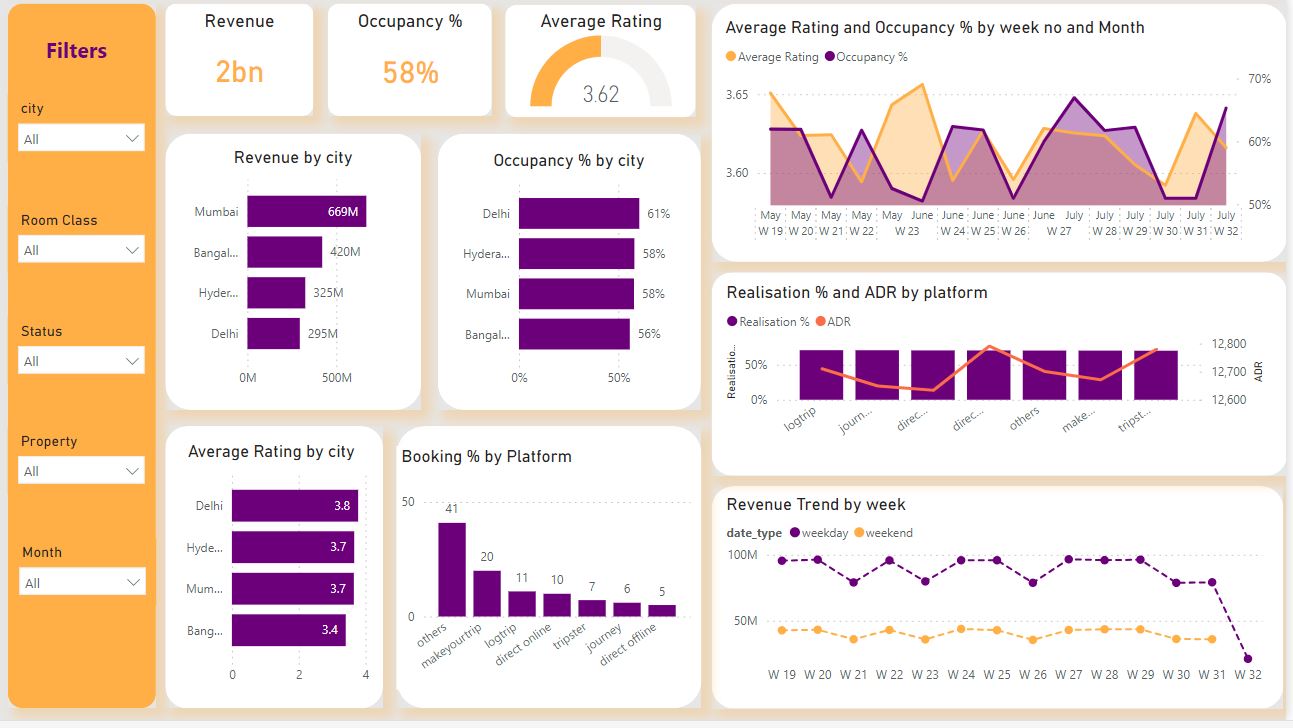 Filters
city
All
Room Class
All
Status
All
Property
All
Month
All
Revenue
2bn
Occupancy %
58%
Average Rating
3.62
Revenue by city
Mumbai 669M
Bangal... 420M
Hyder... 325M
Delhi 295M
0M 500M
Occupancy % by city
Delhi 61%
Hydera... 58%
Mumbai 58%
Bangal... 56%
0% 50%
Average Rating by city
Delhi 3.8
Hyde... 3.7
Mum... 3.7
Bang... 3.4
0 2 4
Booking % by Platform
50
0
41 20 11 10 7 6 5
others makeyourtrip logtrip direct online tripster journey direct offline
Average Rating and Occupancy % by week no and Month
Average Rating Occupancy %
3.65
3.60
70%
60%
50%
May May May May May June June June June June July July July July July July
W 19 W 20 W 21 W 22 W 23 W 24 W 25 W 26 W 27 W 28 W 29 W 30 W 31 W 32
Realisation % and ADR by platform
Realisation % ADR
Realisatio...
50%
0%
12,800
12,700
12,600
ADR
logtrip journ... direc... direc... others make... tripst...
Revenue Trend by week
date_type weekday weekend
100M
50M
W 19 W 20 W 21 W 22 W 23 W 24 W 25 W 26 W 27 W 28 W 29 W 30 W 31 W 32